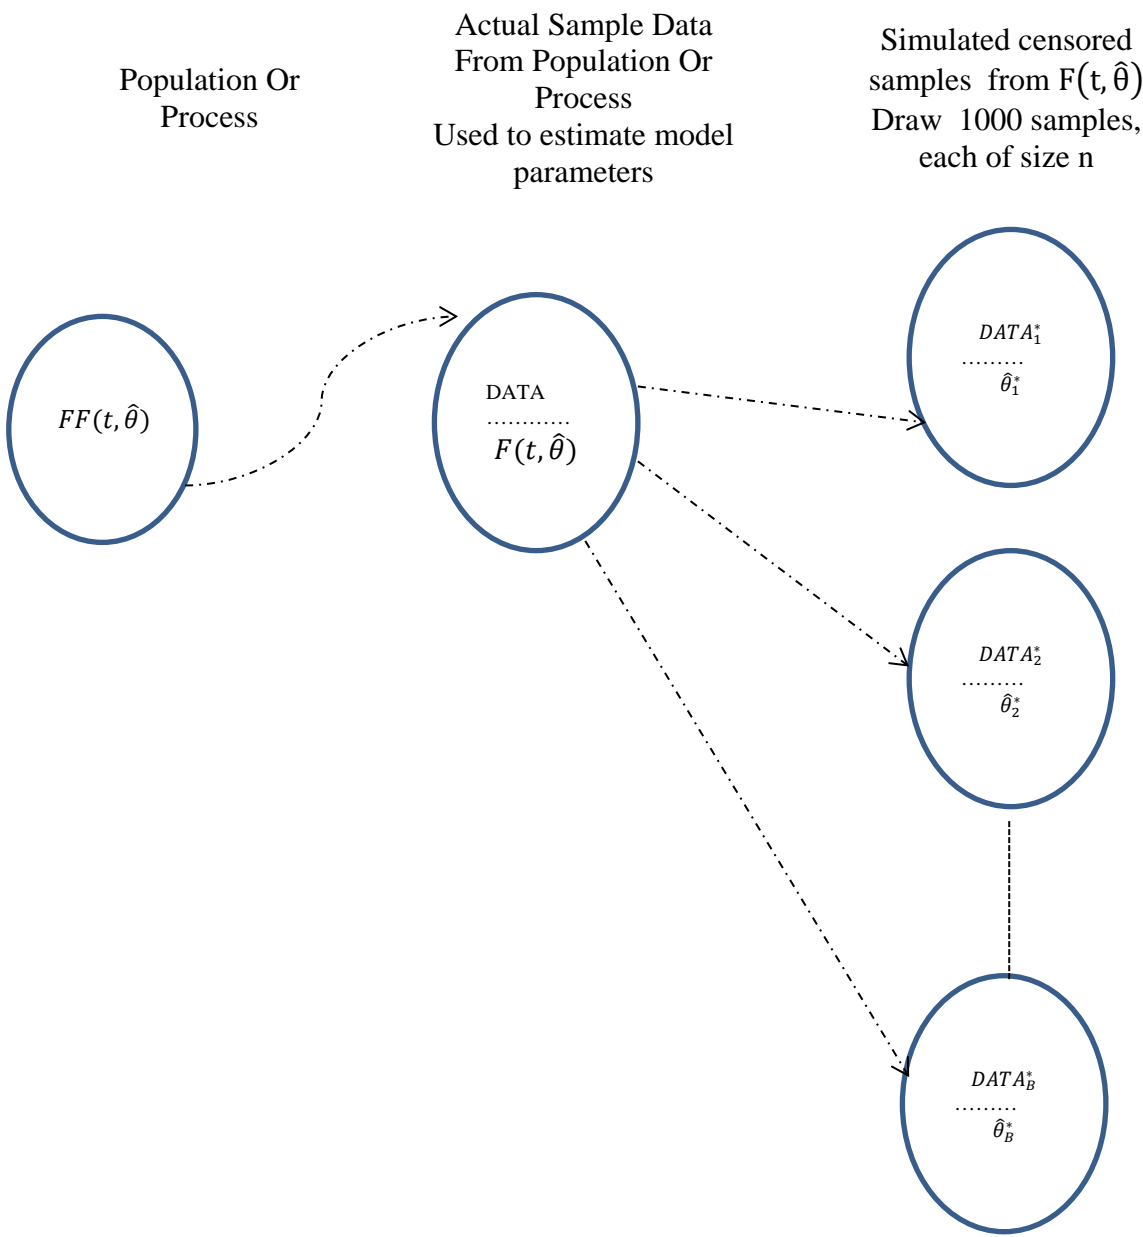 Population Or
Process
Actual Sample Data
From Population Or
Process
Used to estimate model
parameters
Simulated censored
samples from F(t, θ̂)
Draw 1000 samples,
each of size n
FF(t, θ̂)
DATA
............
F(t, θ̂)
DATA₁*
.........
θ̂₁*
DATA₂*
.........
θ̂₂*
DATA_B*
.........
θ̂_B*